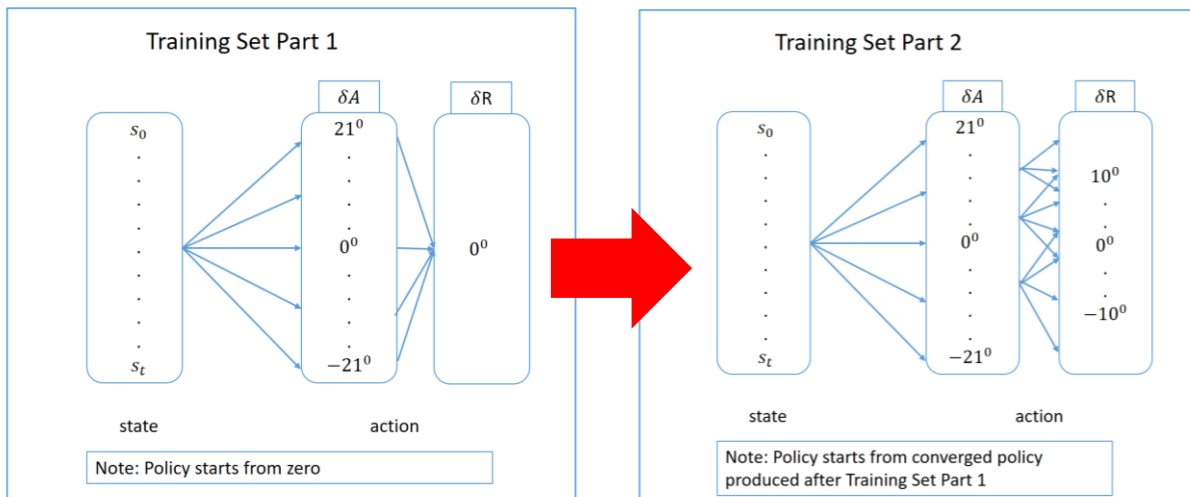 Training Set Part 1
δA
δR
s₀
.
.
.
.
.
.
.
.
.
sₜ
21⁰
.
.
.
0⁰
.
.
.
−21⁰
0⁰
state
action
Note: Policy starts from zero
Training Set Part 2
δA
δR
s₀
.
.
.
.
.
.
.
.
.
sₜ
21⁰
.
.
.
0⁰
.
.
.
−21⁰
10⁰
.
.
0⁰
.
.
−10⁰
state
action
Note: Policy starts from converged policy
produced after Training Set Part 1